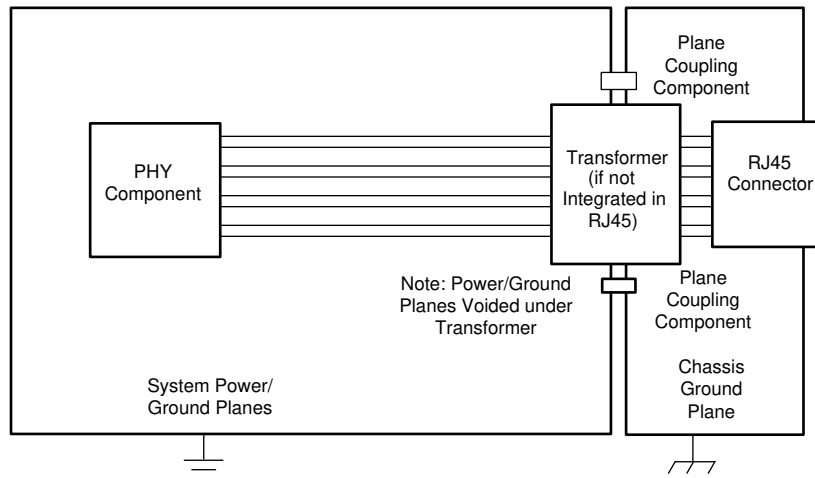 Plane
Coupling
Component
PHY
Component
Transformer
(if not
Integrated in
RJ45)
RJ45
Connector
Note: Power/Ground
Planes Voided under
Transformer
Plane
Coupling
Component
System Power/
Ground Planes
Chassis
Ground
Plane